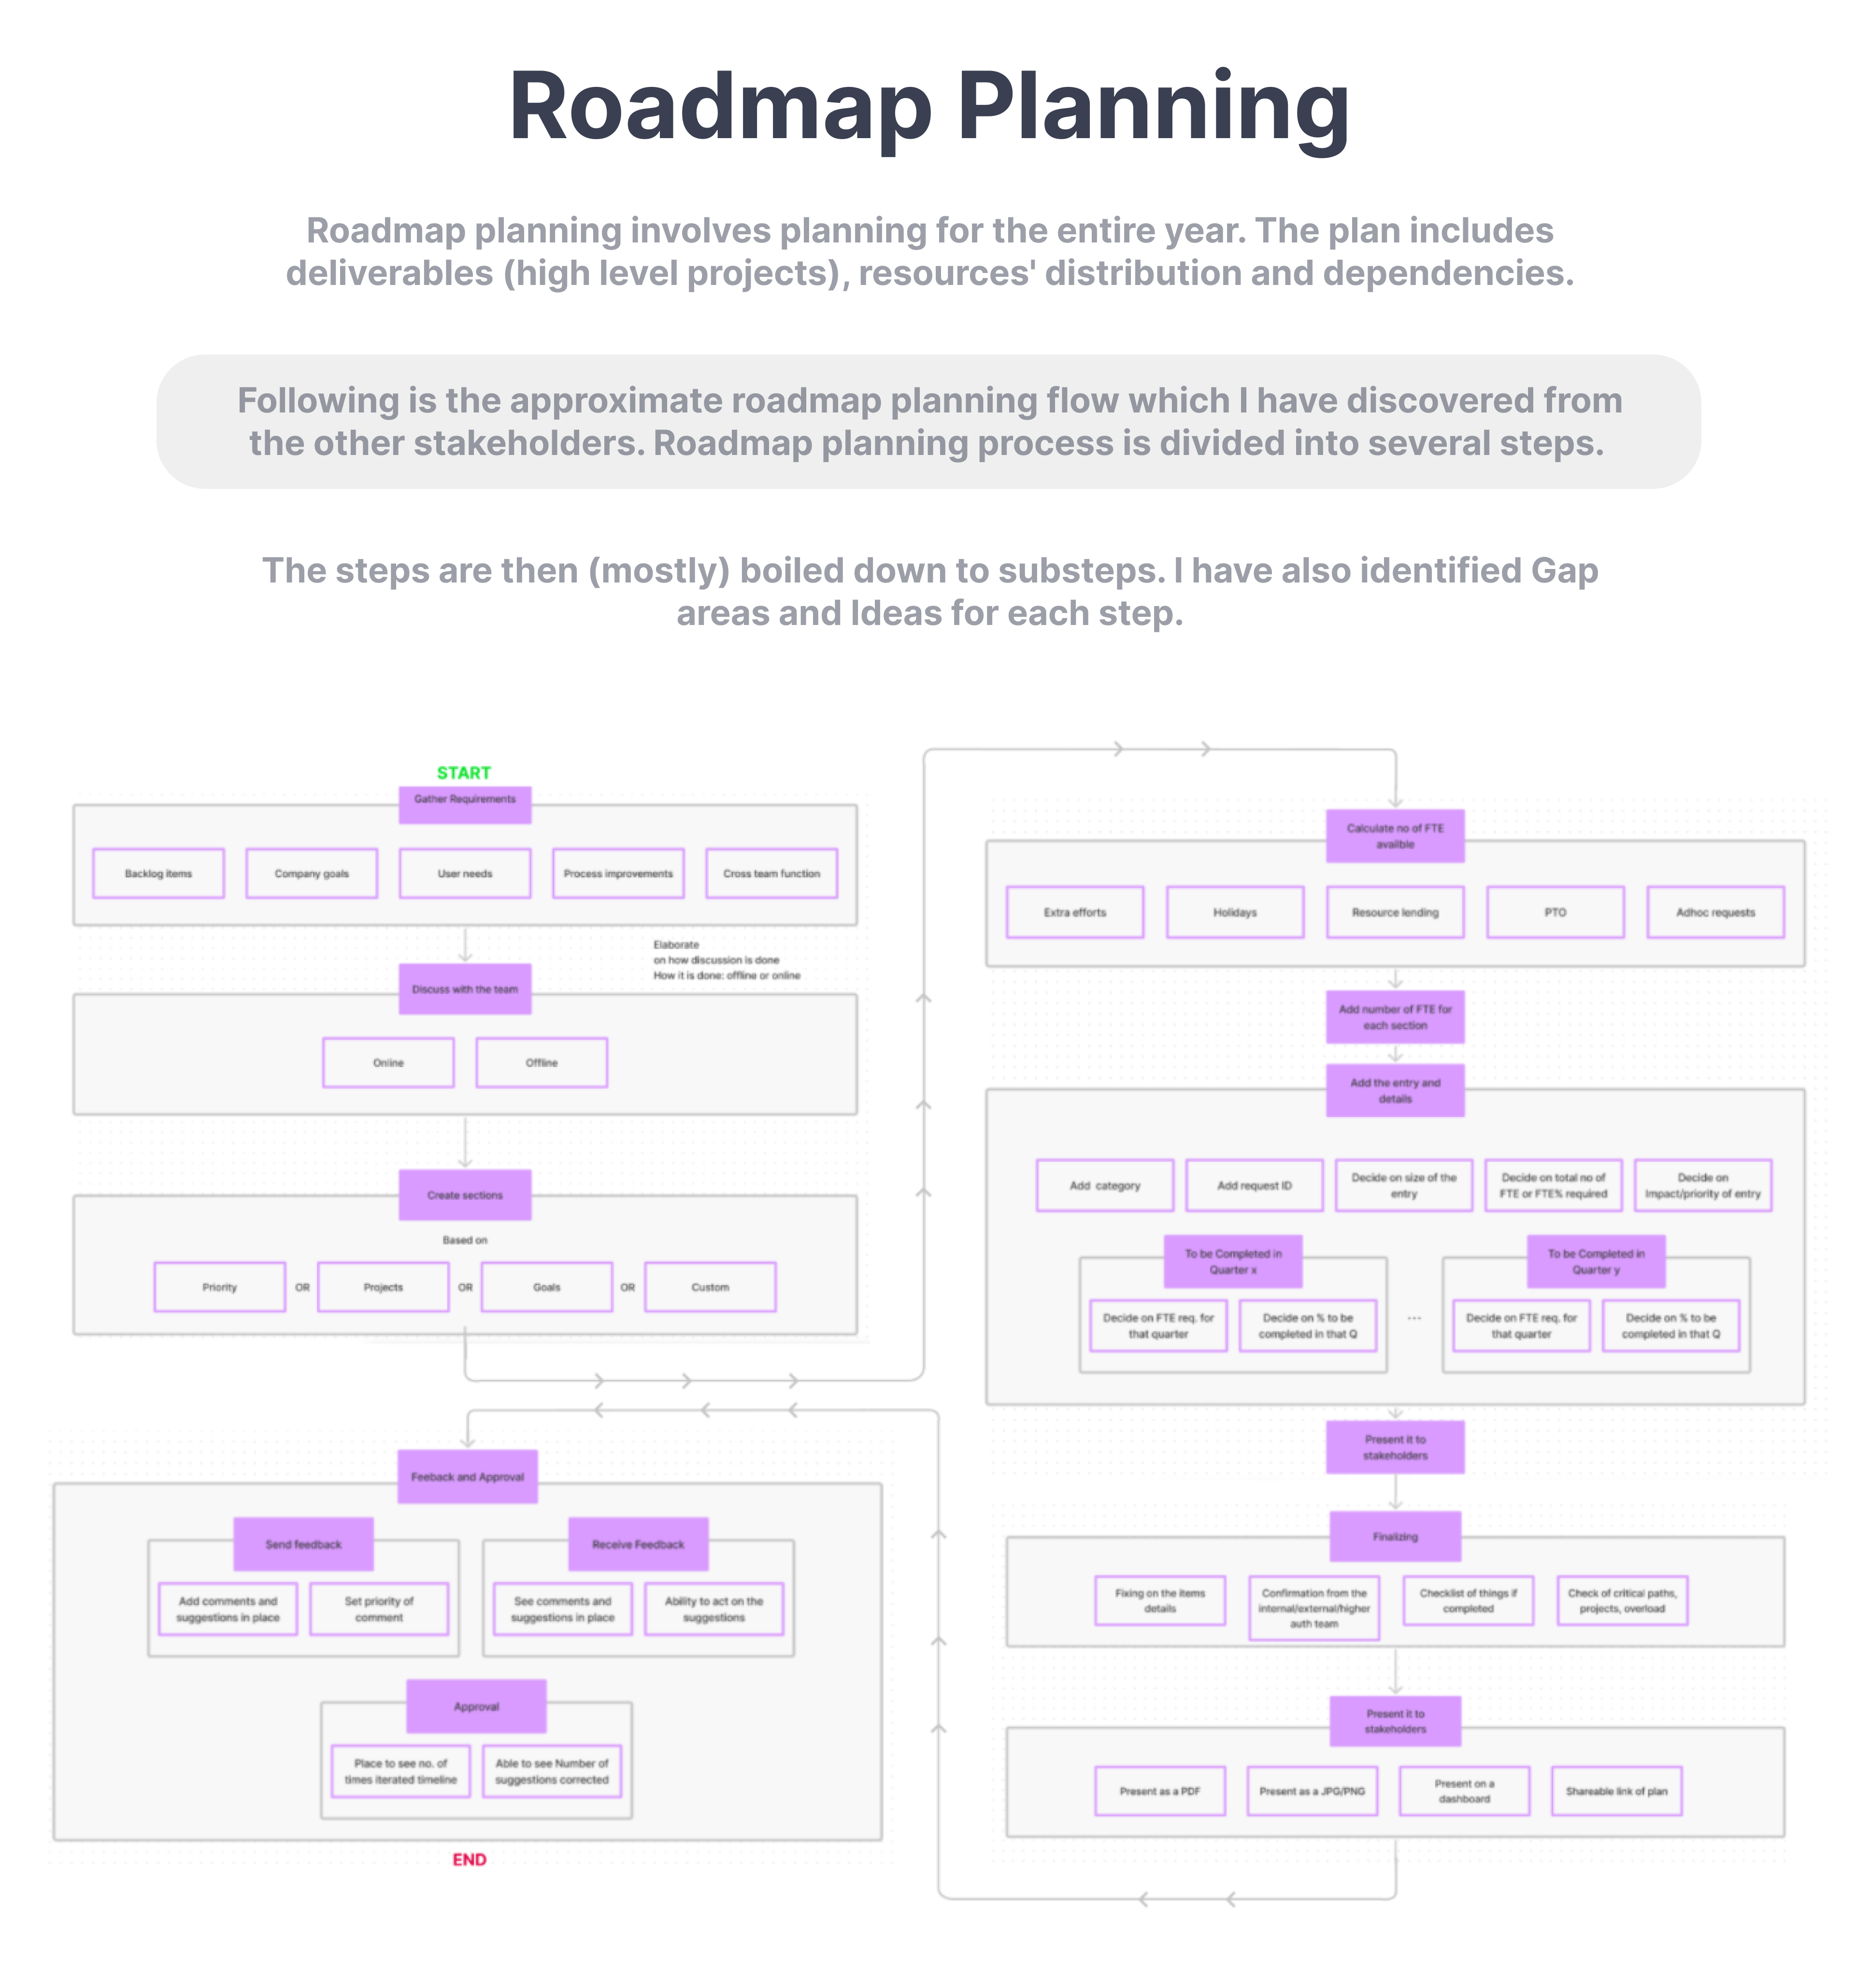 Roadmap Planning
Roadmap planning involves planning for the entire year. The plan includes
deliverables (high level projects), resources' distribution and dependencies.
Following is the approximate roadmap planning flow which I have discovered from
the other stakeholders. Roadmap planning process is divided into several steps.
The steps are then (mostly) boiled down to substeps. I have also identified Gap
areas and Ideas for each step.
START
Gather Requirements
Backlog items
Company goals
User needs
Process improvements
Cross team function
Elaborate
on how discussion is done
How it is done: offline or online
Discuss with the team
Online
Offline
Create sections
Based on
Priority
OR
Projects
OR
Goals
OR
Custom
Calculate no of FTE
availble
Extra efforts
Holidays
Resource lending
PTO
Adhoc requests
Add number of FTE for
each section
Add the entry and
details
Add category
Add request ID
Decide on size of the
entry
Decide on total no of
FTE or FTE% required
Decide on
Impact/priority of entry
To be Completed in
Quarter x
Decide on FTE req. for
that quarter
Decide on % to be
completed in that Q
...
To be Completed in
Quarter y
Decide on FTE req. for
that quarter
Decide on % to be
completed in that Q
Present it to
stakeholders
Finalizing
Fixing on the items
details
Confirmation from the
internal/external/higher
auth team
Checklist of things if
completed
Check of critical paths,
projects, overload
Present it to
stakeholders
Present as a PDF
Present as a JPG/PNG
Present on a
dashboard
Shareable link of plan
Feeback and Approval
Send feedback
Add comments and
suggestions in place
Set priority of
comment
Receive Feedback
See comments and
suggestions in place
Ability to act on the
suggestions
Approval
Place to see no. of
times iterated timeline
Able to see Number of
suggestions corrected
END